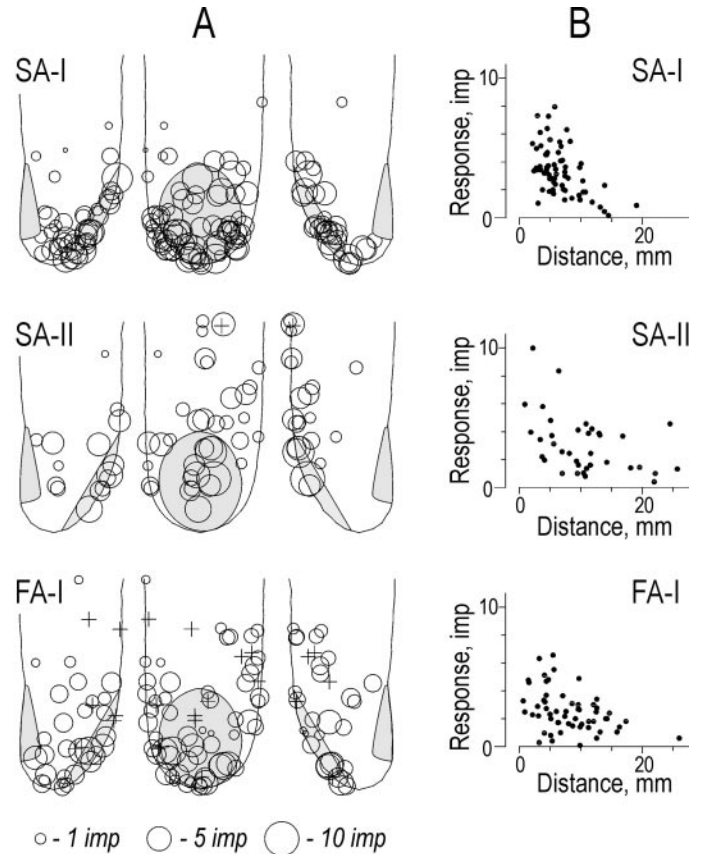 A
B
SA-I
SA-I
10
Response, imp
0
0
20
Distance, mm
SA-II
SA-II
10
Response, imp
0
0
20
Distance, mm
FA-I
FA-I
10
Response, imp
0
0
20
Distance, mm
- 1 imp - 5 imp - 10 imp